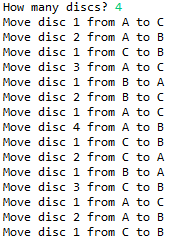 How many discs? 4
Move disc 1 from A to C
Move disc 2 from A to B
Move disc 1 from C to B
Move disc 3 from A to C
Move disc 1 from B to A
Move disc 2 from B to C
Move disc 1 from A to C
Move disc 4 from A to B
Move disc 1 from C to B
Move disc 2 from C to A
Move disc 1 from B to A
Move disc 3 from C to B
Move disc 1 from A to C
Move disc 2 from A to B
Move disc 1 from C to B